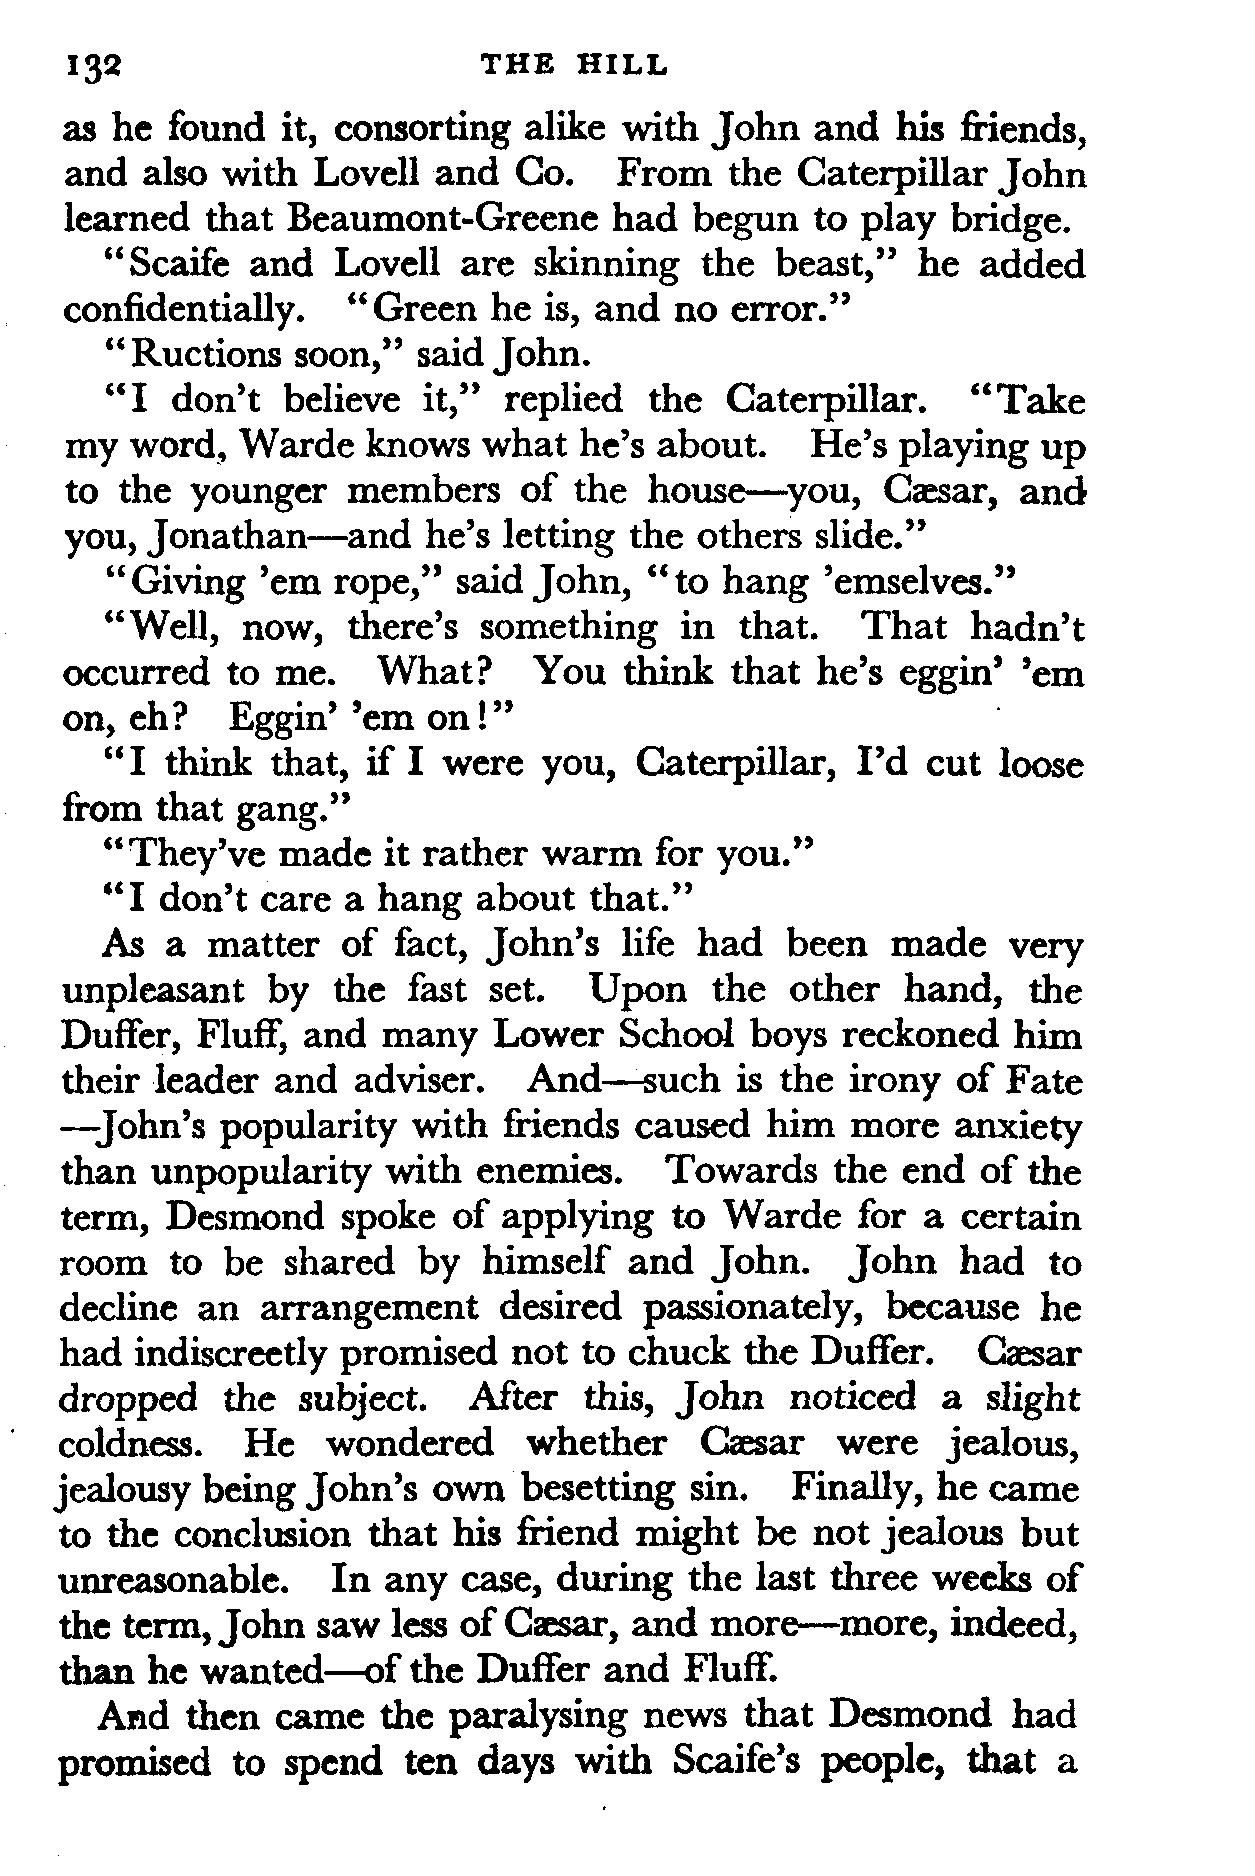 132 THE HILL
as he found it, consorting alike with John and his friends,
and also with Lovell and Co. From the Caterpillar John
learned that Beaumont-Greene had begun to play bridge.
“Scaife and Lovell are skinning the beast,” he added
confidentially. “Green he is, and no error.”
“Ructions soon,” said John.
“I don’t believe it,” replied the Caterpillar. “Take
my word, Warde knows what he’s about. He’s playing up
to the younger members of the house—you, Cæsar, and
you, Jonathan—and he’s letting the others slide.”
“Giving ’em rope,” said John, “to hang ’emselves.”
“Well, now, there’s something in that. That hadn’t
occurred to me. What? You think that he’s eggin’ ’em
on, eh? Eggin’ ’em on!”
“I think that, if I were you, Caterpillar, I’d cut loose
from that gang.”
“They’ve made it rather warm for you.”
“I don’t care a hang about that.”
As a matter of fact, John’s life had been made very
unpleasant by the fast set. Upon the other hand, the
Duffer, Fluff, and many Lower School boys reckoned him
their leader and adviser. And—such is the irony of Fate
—John’s popularity with friends caused him more anxiety
than unpopularity with enemies. Towards the end of the
term, Desmond spoke of applying to Warde for a certain
room to be shared by himself and John. John had to
decline an arrangement desired passionately, because he
had indiscreetly promised not to chuck the Duffer. Cæsar
dropped the subject. After this, John noticed a slight
coldness. He wondered whether Cæsar were jealous,
jealousy being John’s own besetting sin. Finally, he came
to the conclusion that his friend might be not jealous but
unreasonable. In any case, during the last three weeks of
the term, John saw less of Cæsar, and more—more, indeed,
than he wanted—of the Duffer and Fluff.
And then came the paralysing news that Desmond had
promised to spend ten days with Scaife’s people, that a